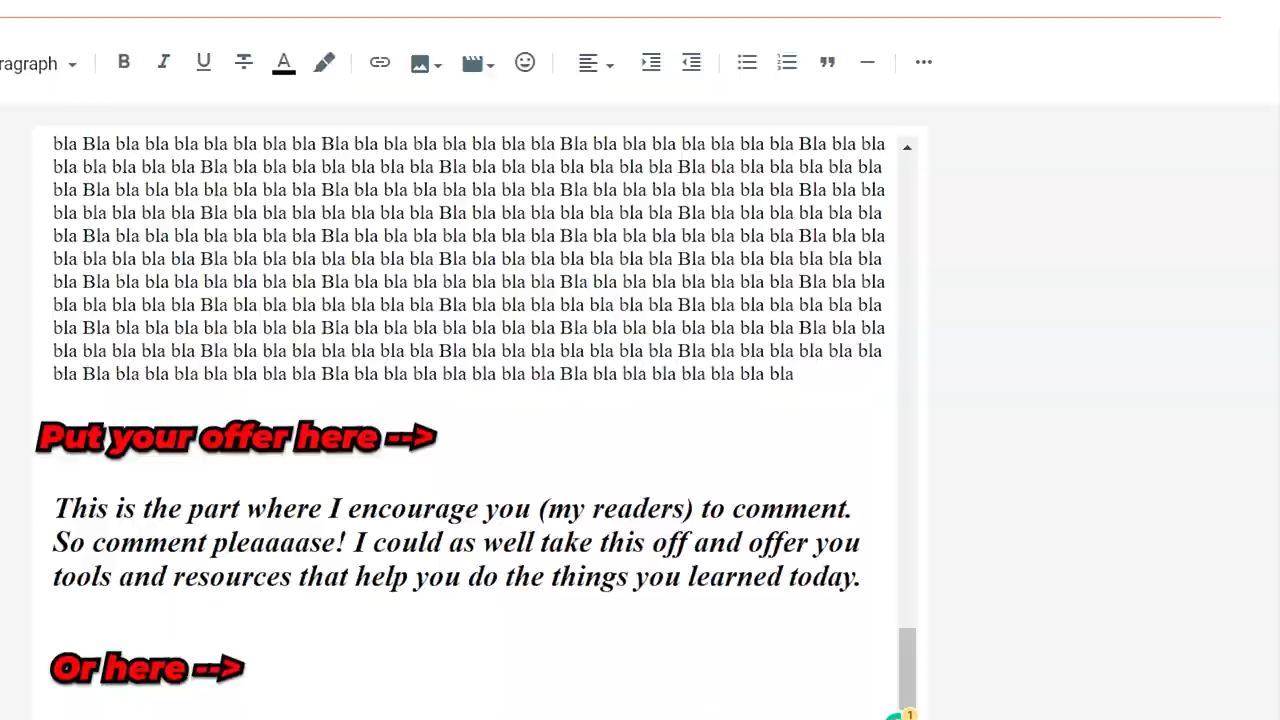 ragraph B I U A
bla Bla bla bla bla bla bla bla bla Bla bla bla bla bla bla bla bla Bla bla bla bla bla bla bla bla Bla bla bla
bla bla bla bla bla Bla bla bla bla bla bla bla bla Bla bla bla bla bla bla bla bla Bla bla bla bla bla bla bla
bla Bla bla bla bla bla bla bla bla Bla bla bla bla bla bla bla bla Bla bla bla bla bla bla bla bla Bla bla bla
bla bla bla bla bla Bla bla bla bla bla bla bla bla Bla bla bla bla bla bla bla bla Bla bla bla bla bla bla bla
bla Bla bla bla bla bla bla bla bla Bla bla bla bla bla bla bla bla Bla bla bla bla bla bla bla bla Bla bla bla
bla bla bla bla bla Bla bla bla bla bla bla bla bla Bla bla bla bla bla bla bla bla Bla bla bla bla bla bla bla
bla Bla bla bla bla bla bla bla bla Bla bla bla bla bla bla bla bla Bla bla bla bla bla bla bla bla Bla bla bla
bla bla bla bla bla Bla bla bla bla bla bla bla bla Bla bla bla bla bla bla bla bla Bla bla bla bla bla bla bla
bla Bla bla bla bla bla bla bla bla Bla bla bla bla bla bla bla bla Bla bla bla bla bla bla bla bla Bla bla bla
bla bla bla bla bla Bla bla bla bla bla bla bla bla Bla bla bla bla bla bla bla bla Bla bla bla bla bla bla bla
bla Bla bla bla bla bla bla bla bla Bla bla bla bla bla bla bla bla Bla bla bla bla bla bla bla bla
Put your offer here -->
This is the part where I encourage you (my readers) to comment.
So comment pleaaaase! I could as well take this off and offer you
tools and resources that help you do the things you learned today.
Or here -->
1